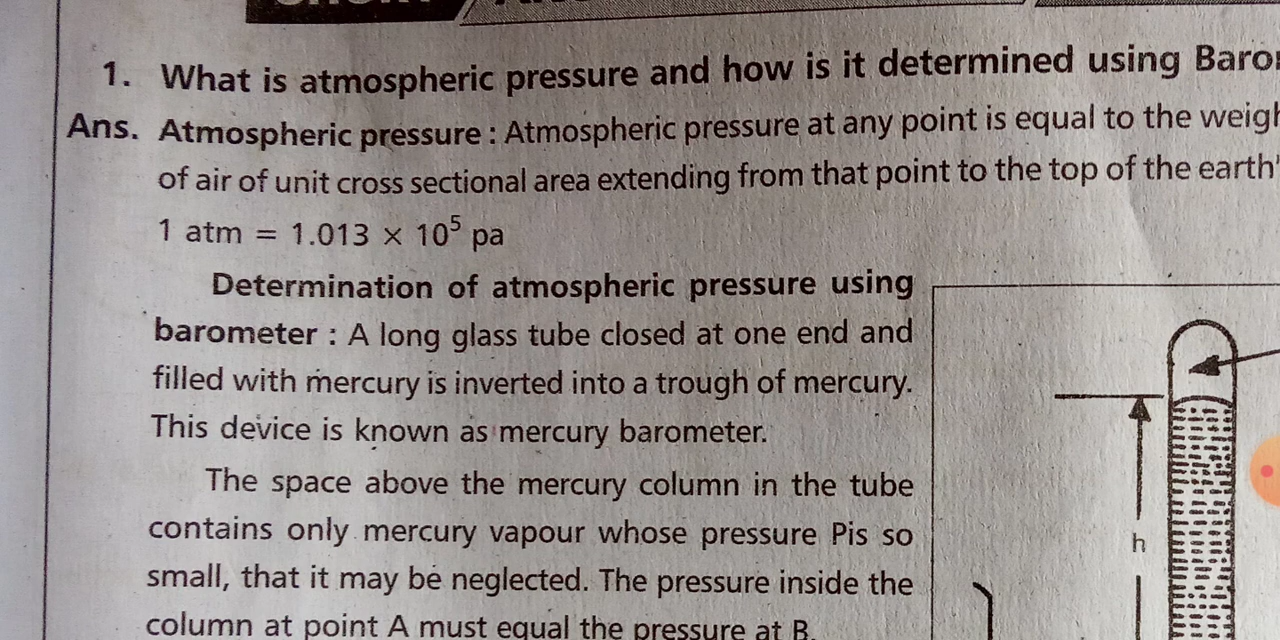 1. What is atmospheric pressure and how is it determined using
Ans. Atmospheric pressure : Atmospheric pressure at any point is equal to the
of air of unit cross sectional area extending from that point to the top of the earth'
1 atm = 1.013 × 10⁵ pa
Determination of atmospheric pressure using
barometer : A long glass tube closed at one end and
filled with mercury is inverted into a trough of mercury.
This device is known as mercury barometer.
The space above the mercury column in the tube
contains only mercury vapour whose pressure Pis so
small, that it may be neglected. The pressure inside the
column at point A must equal the pressure at B.
h